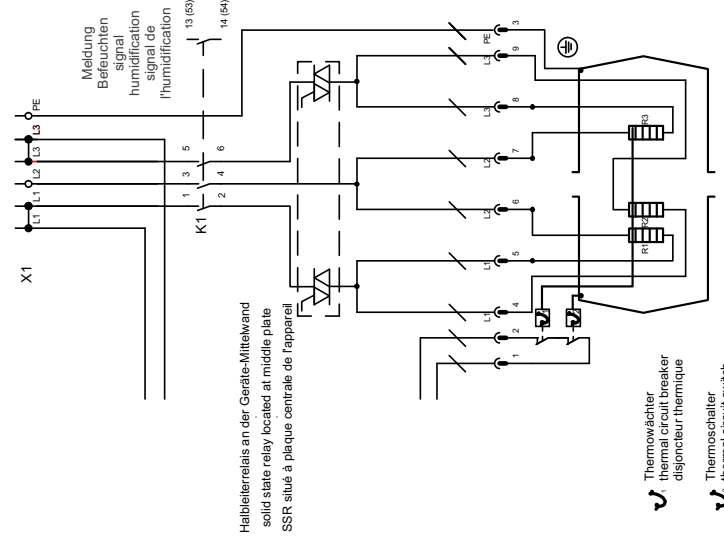 Meldung
Befeuchten
signal
humidification
signal de
l'humidification
13 (53)
14 (54)
X1
L1
L1
L2
L3
L3
PE
K1
1
3
5
2
4
6
Halbleiterrelais an der Geräte-Mittelwand
solid state relay located at middle plate
SSR situé à plaque centrale de l'appareil
L1
L1
L2
L2
L3
L3
PE
1
2
4
5
6
7
8
9
3
R1
R2
R3
Thermowächter
thermal circuit breaker
disjoncteur thermique
Thermoschalter
thermal circuit switch